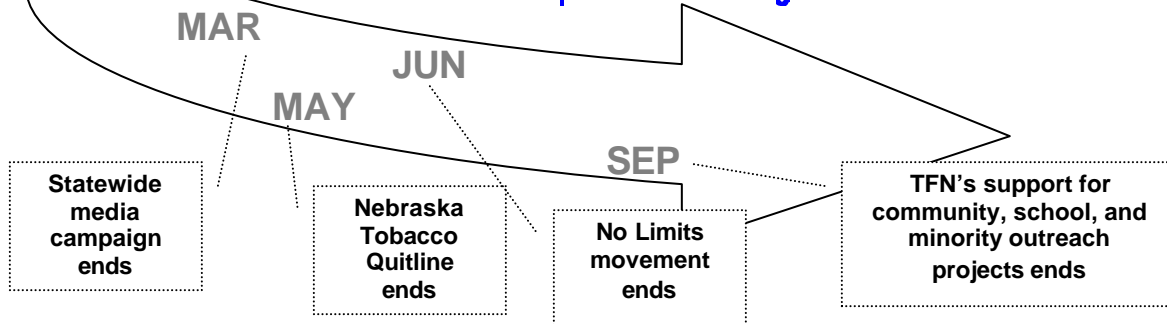 MAR
JUN
MAY
SEP
Statewide
media
campaign
ends
Nebraska
Tobacco
Quitline
ends
No Limits
movement
ends
TFN’s support for
community, school, and
minority outreach
projects ends